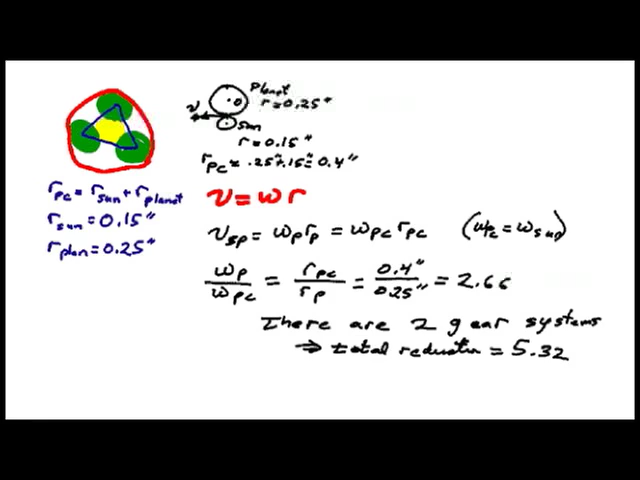 Planet
r=0.25"
v
sun
r=0.15"
rpc = .25"+.15"=0.4"
rpc = rsun + rplanet
rsun = 0.15"
rplan = 0.25"
v = ω r
vsp = ωp rp = ωpc rpc (ωpc = ωsup)
ωp/ωpc = rpc/rp = 0.4"/0.25" = 2.66
There are 2 gear systems
⇒ total reduction = 5.32